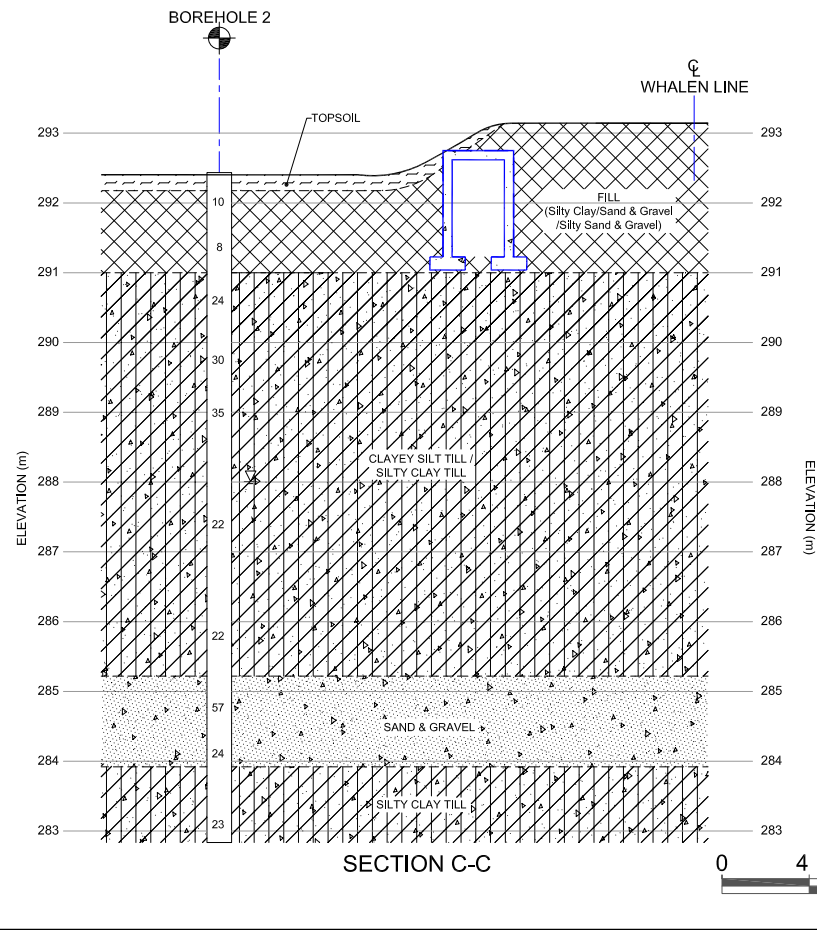 BOREHOLE 2
℄
WHALEN LINE
TOPSOIL
293
293
292
292
10
FILL
(Silty Clay/Sand & Gravel
/Silty Sand & Gravel)
8
291
291
24
290
290
30
289
289
35
CLAYEY SILT TILL /
SILTY CLAY TILL
288
288
ELEVATION (m)
ELEVATION (m)
22
287
287
286
286
22
285
285
57
SAND & GRAVEL
24
284
284
SILTY CLAY TILL
23
283
283
SECTION C-C
0 4